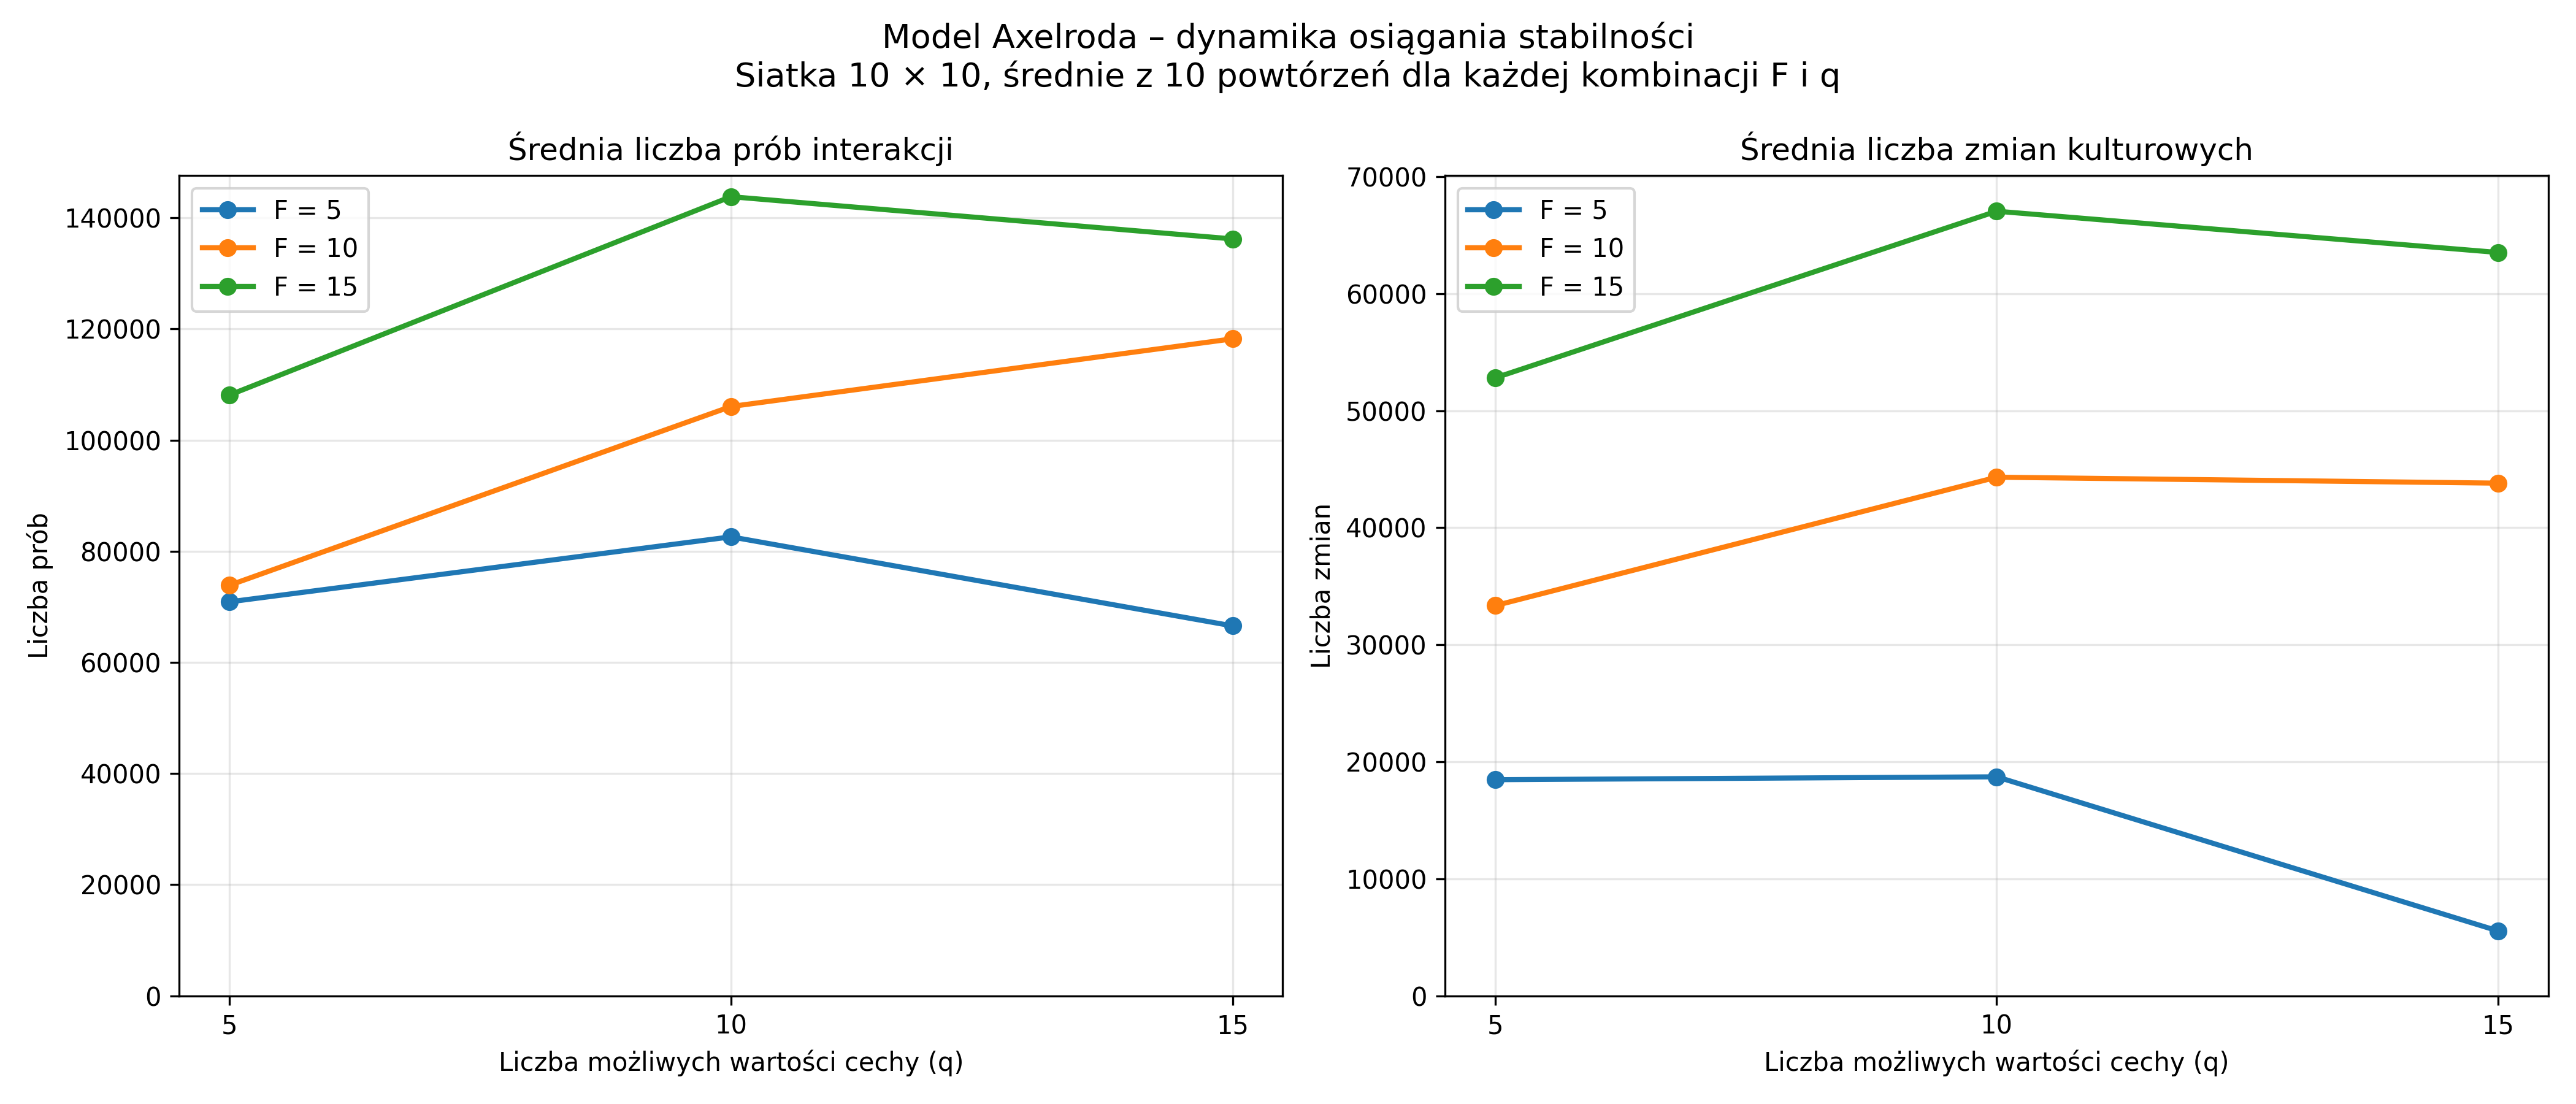 Model Axelroda – dynamika osiągania stabilności
Siatka 10 × 10, średnie z 10 powtórzeń dla każdej kombinacji F i q
Średnia liczba prób interakcji
F = 5
F = 10
F = 15
Liczba prób
140000
120000
100000
80000
60000
40000
20000
0
5
10
15
Liczba możliwych wartości cechy (q)
Średnia liczba zmian kulturowych
F = 5
F = 10
F = 15
Liczba zmian
70000
60000
50000
40000
30000
20000
10000
0
5
10
15
Liczba możliwych wartości cechy (q)